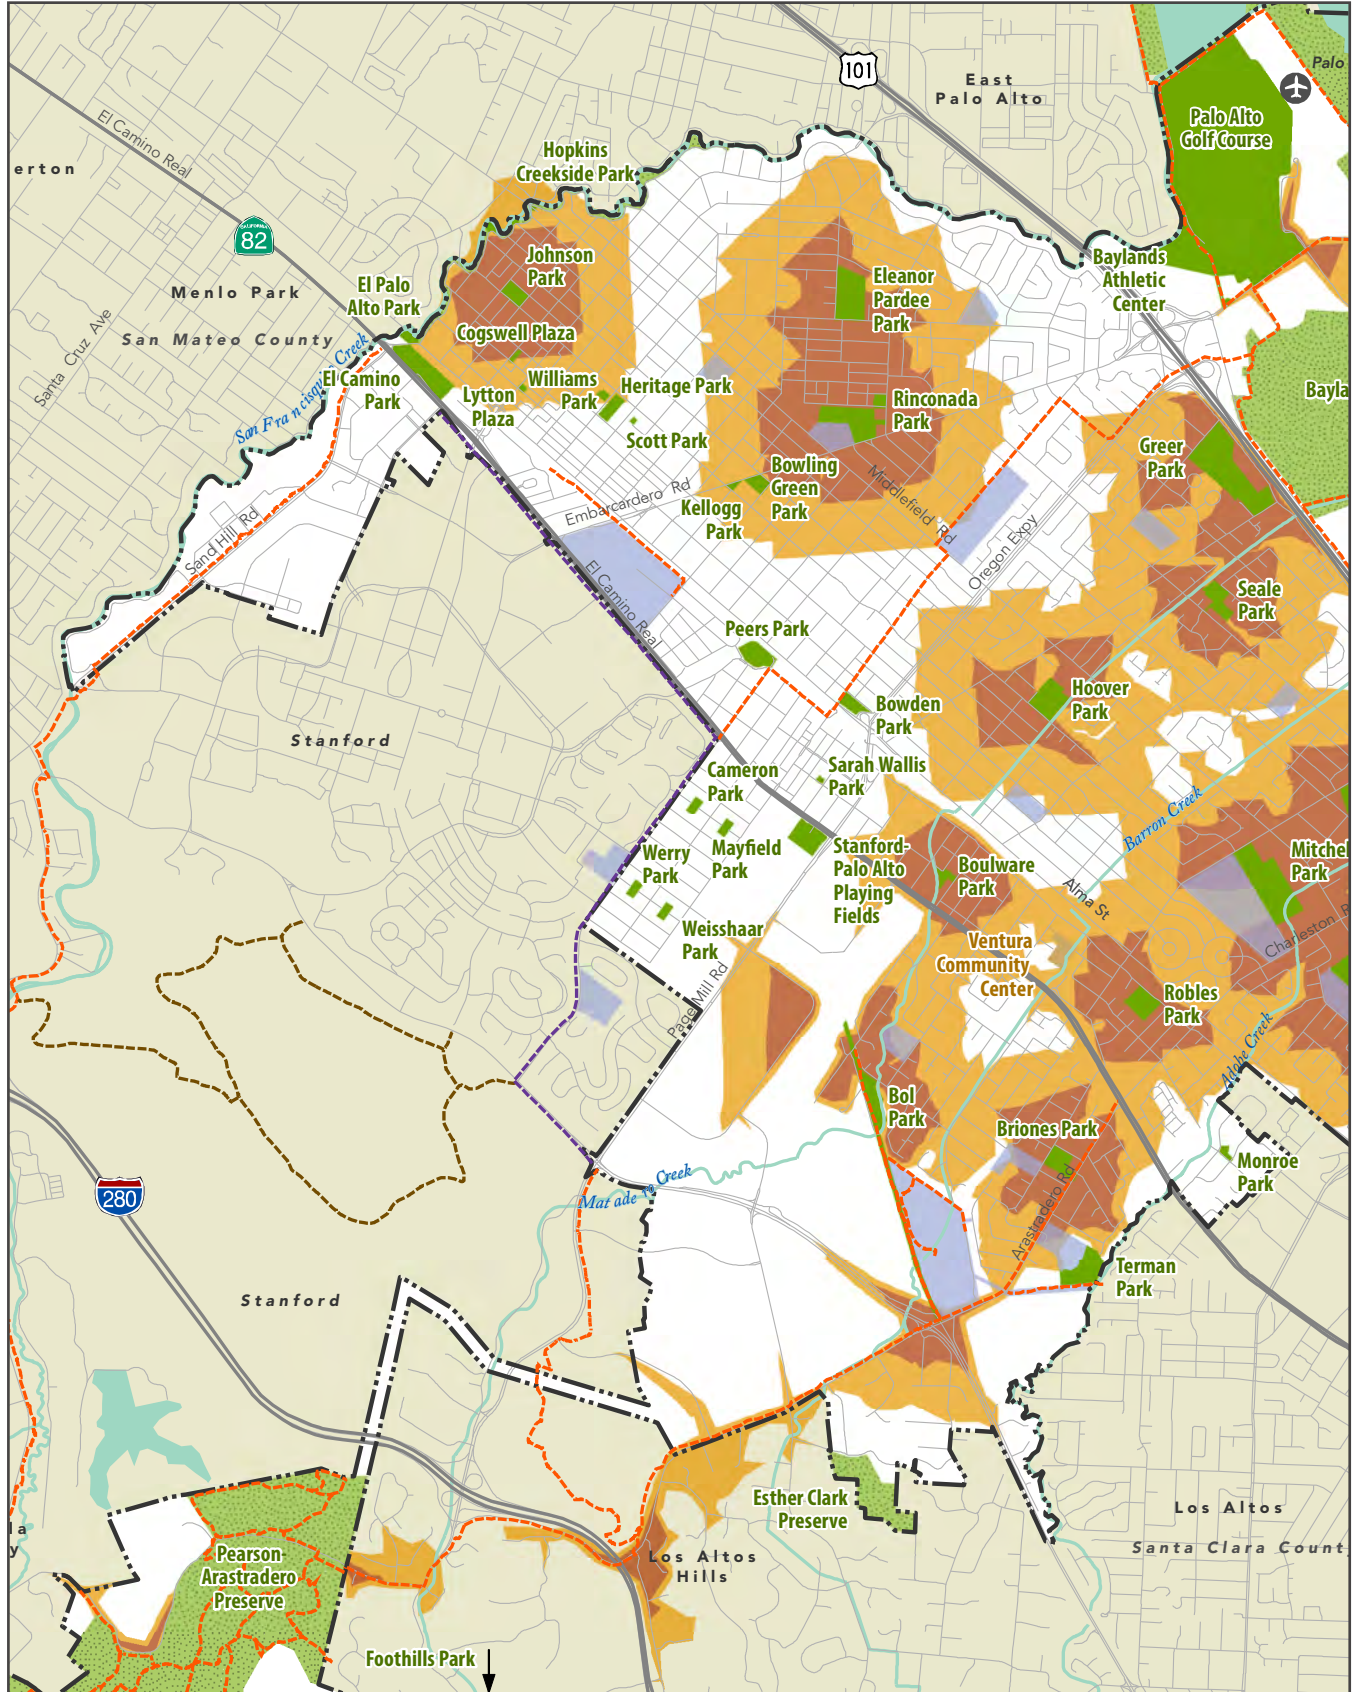 101
East
Palo Alto
Palo
Palo Alto
Golf Course
El Camino Real
erton
Hopkins
Creekside Park
CALIFORNIA
82
Johnson
Park
Baylands
Athletic
Center
Eleanor
Pardee
Park
El Palo
Alto Park
Menlo Park
San Mateo County
Santa Cruz Ave
San Francisquito Creek
Cogswell Plaza
El Camino
Park
Lytton
Plaza
Williams
Park
Heritage Park
Scott Park
Rinconada
Park
Bayla
Greer
Park
Bowling
Green
Park
Kellogg
Park
Middlefield Rd
Embarcardero Rd
Oregon Expy
Sand Hill Rd
El Camino Real
Seale
Park
Peers Park
Hoover
Park
Bowden
Park
Stanford
Cameron
Park
Sarah Wallis
Park
Barron Creek
Mayfield
Park
Werry
Park
Stanford-
Palo Alto
Playing
Fields
Boulware
Park
Mitchel
Park
Alma St
Weisshaar
Park
Ventura
Community
Center
Charleston R
Page Mill Rd
Robles
Park
Adobe Creek
Bol
Park
Briones Park
Monroe
Park
280
Matadero Creek
Arastradero Rd
Terman
Park
Stanford
Esther Clark
Preserve
Los Altos
Santa Clara Count
la
y
Pearson-
Arastradero
Preserve
Los Altos
Hills
Foothills Park